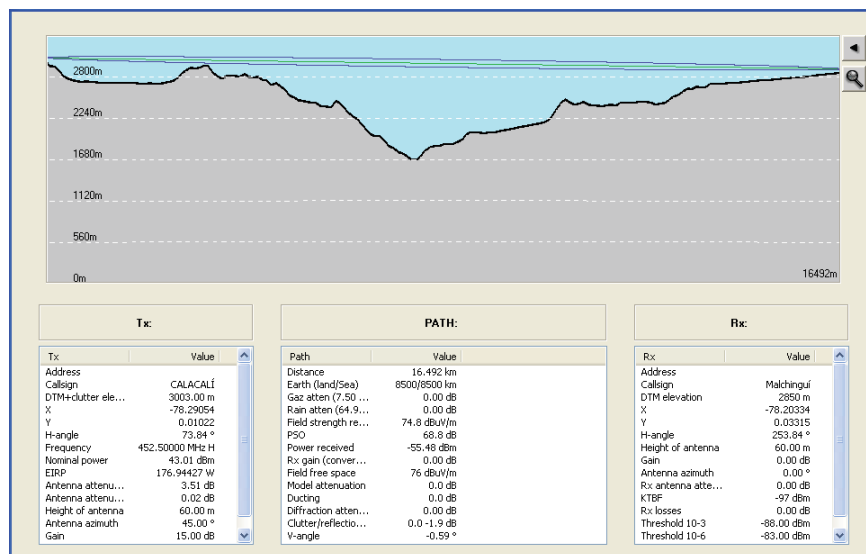 2800m
2240m
1680m
1120m
560m
0m
16492m
Tx:
PATH:
Rx:
Tx Value
Address
Callsign CALACALÍ
DTM+clutter ele... 3003.00 m
X -78.29054
Y 0.01022
H-angle 73.84 °
Frequency 452.50000 MHz H
Nominal power 43.01 dBm
EIRP 176.94427 W
Antenna attenu... 3.51 dB
Antenna attenu... 0.02 dB
Height of antenna 60.00 m
Antenna azimuth 45.00 °
Gain 15.00 dB
Path Value
Distance 16.492 km
Earth (land/Sea) 8500/8500 km
Gaz atten (7.50 ... 0.00 dB
Rain atten (64.9... 0.00 dB
Field strength re... 74.8 dBuV/m
PSO 68.8 dB
Power received -55.48 dBm
Rx gain (conver... 0.00 dB
Field free space 76 dBuV/m
Model attenuation 0.0 dB
Ducting 0.0 dB
Diffraction atten... 0.0 dB
Clutter/reflectio... 0.0 -1.9 dB
V-angle -0.59 °
Rx Value
Address
Callsign Malchinguí
DTM elevation 2850 m
X -78.20334
Y 0.03315
H-angle 253.84 °
Height of antenna 60.00 m
Gain 0.00 dB
Antenna azimuth 0.00 °
Rx antenna atte... 0.00 dB
KTBF -97 dBm
Rx losses 0.00 dB
Threshold 10-3 -88.00 dBm
Threshold 10-6 -83.00 dBm